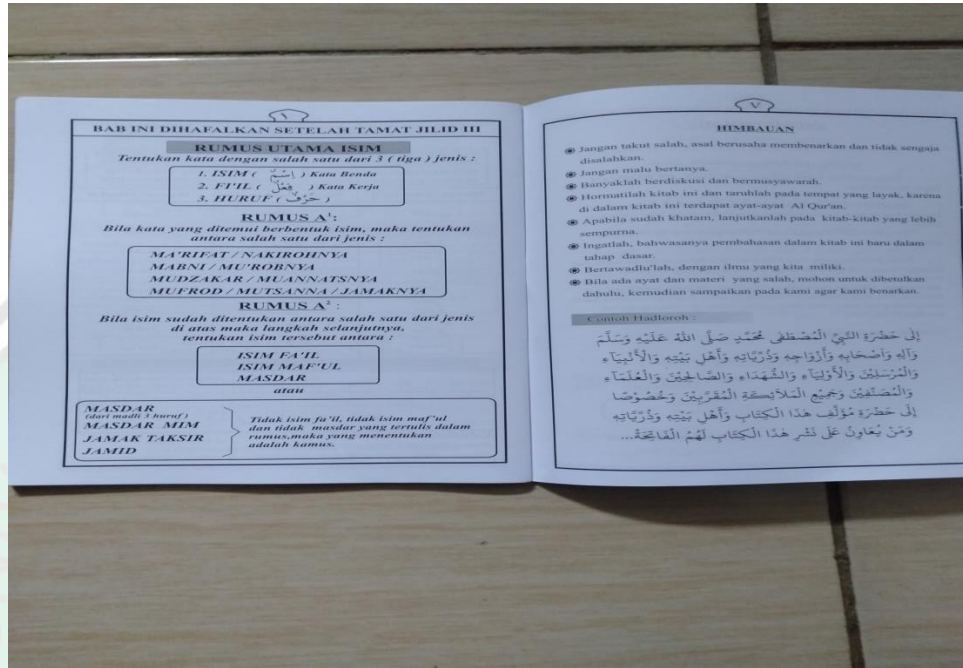 ١
BAB INI DIHAFALKAN SETELAH TAMAT JILID III
RUMUS UTAMA ISIM
Tentukan kata dengan salah satu dari 3 ( tiga ) jenis :
1. ISIM ( إِسْمٌ ) Kata Benda
2. FI'IL ( فِعْلٌ ) Kata Kerja
3. HURUF ( حَرْفٌ )
RUMUS A¹:
Bila kata yang ditemui berbentuk isim, maka tentukan
antara salah satu dari jenis :
MA'RIFAT / NAKIROHNYA
MABNI / MU'ROBNYA
MUDZAKAR / MUANNATSNYA
MUFROD / MUTSANNA / JAMAKNYA
RUMUS A² :
Bila isim sudah ditentukan antara salah satu dari jenis
di atas maka langkah selanjutnya,
tentukan isim tersebut antara :
ISIM FA'IL
ISIM MAF'UL
MASDAR
atau
MASDAR
(dari madli 3 huruf)
MASDAR MIM
JAMAK TAKSIR
JAMID
Tidak isim fa'il, tidak isim maf'ul
dan tidak masdar yang tertulis dalam
rumus,maka yang menentukan
adalah kamus.
V
HIMBAUAN
Jangan takut salah, asal berusaha membenarkan dan tidak sengaja
disalahkan.
Jangan malu bertanya.
Banyaklah berdiskusi dan bermusyawarah.
Hormatilah kitab ini dan taruhlah pada tempat yang layak, karena
di dalam kitab ini terdapat ayat-ayat Al Qur'an.
Apabila sudah khatam, lanjutkanlah pada kitab-kitab yang lebih
sempurna.
Ingatlah, bahwasanya pembahasan dalam kitab ini baru dalam
tahap dasar.
Bertawadlu'lah, dengan ilmu yang kita miliki.
Bila ada ayat dan materi yang salah, mohon untuk dibetulkan
dahulu, kemudian sampaikan pada kami agar kami benarkan.
Contoh Hadloroh :
إِلَى حَضْرَةِ النَّبِيِّ الْمُصْطَفَى مُحَمَّدٍ صَلَّى اللهُ عَلَيْهِ وَسَلَّمَ
وَآلِهِ وَأَصْحَابِهِ وَأَزْوَاجِهِ وَذُرِّيَّاتِهِ وَأَهْلِ بَيْتِهِ وَالْأَنْبِيَآءِ
وَالْمُرْسَلِيْنَ وَالْأَوْلِيَآءِ وَالشُّهَدَاءِ وَالصَّالِحِيْنَ وَالْعُلَمَآءِ
وَالْمُصَنِّفِيْنَ وَجَمِيْعِ الْمَلَآئِكَةِ الْمُقَرَّبِيْنَ وَخُصُوْصًا
إِلَى حَضْرَةِ مُؤَلِّفِ هَذَا الْكِتَابِ وَأَهْلِ بَيْتِهِ وَذُرِّيَّاتِهِ
وَمَنْ يُعَاوِنُ عَلَى نَشْرِ هَذَا الْكِتَابِ لَهُمُ الْفَاتِحَةُ...